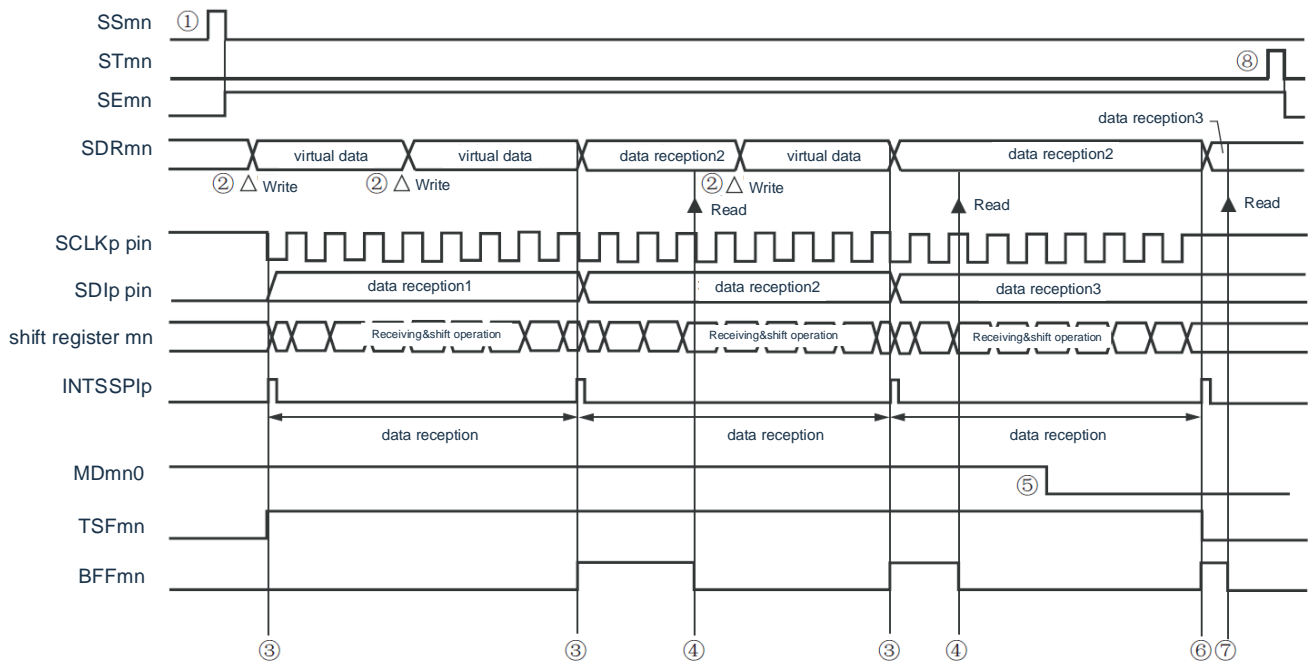 SSmn ①
STmn ⑧
SEmn
data reception3
SDRmn virtual data virtual data data reception2 virtual data data reception2
② △ Write ② △ Write ② △ Write
▲ Read ▲ Read ▲ Read
SCLKp pin
SDIp pin data reception1 data reception2 data reception3
shift register mn Receiving&shift operation Receiving&shift operation Receiving&shift operation
INTSSPIp
data reception data reception data reception
MDmn0 ⑤
TSFmn
BFFmn
③ ③ ④ ③ ④ ⑥ ⑦